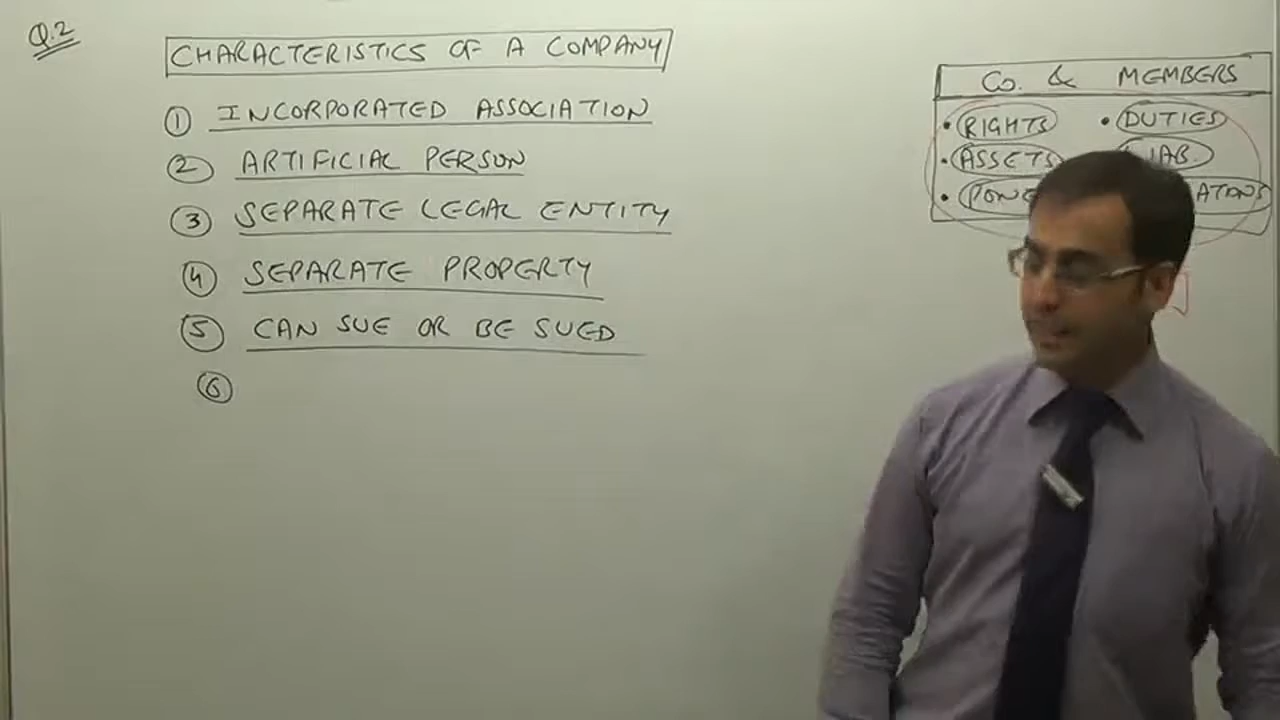 Q.2
CHARACTERISTICS OF A COMPANY
① INCORPORATED ASSOCIATION
② ARTIFICIAL PERSON
③ SEPARATE LEGAL ENTITY
④ SEPARATE PROPERTY
⑤ CAN SUE OR BE SUED
⑥
CO. & MEMBERS
• RIGHTS • DUTIES
• ASSETS
•